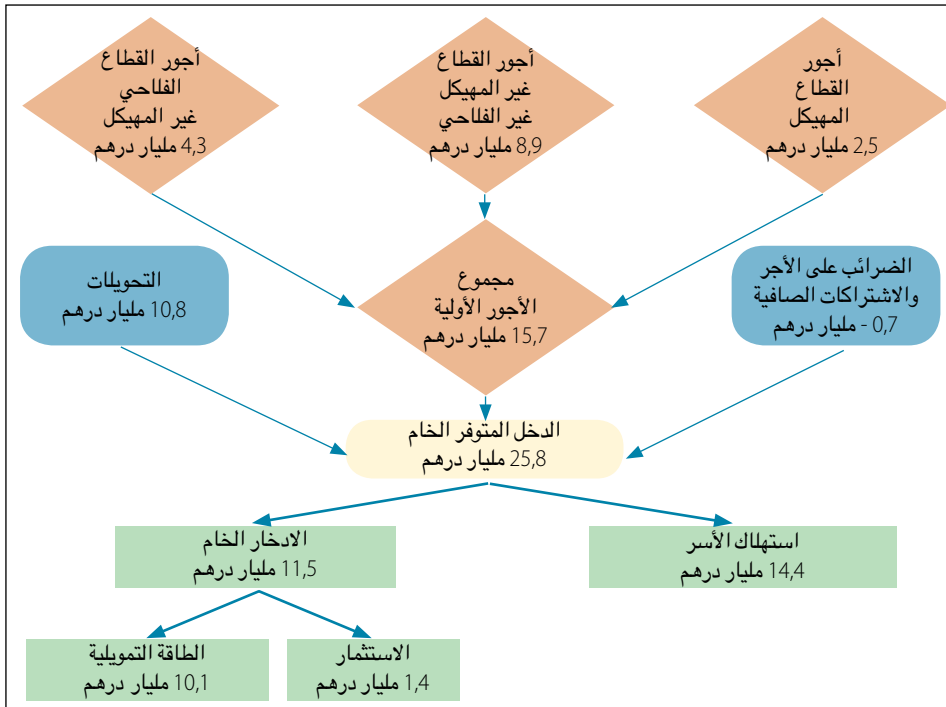 أجور
القطاع
المهيكل
2,5 مليار درهم
أجور القطاع
غير المهيكل
غير الفلاحي
8,9 مليار درهم
أجور القطاع
الفلاحي
غير المهيكل
4,3 مليار درهم
الضرائب على الأجر
والاشتراكات الصافية
0,7 - مليار درهم
مجموع
الأجور الأولية
15,7 مليار درهم
التحويلات
10,8 مليار درهم
الدخل المتوفر الخام
25,8 مليار درهم
استهلاك الأسر
14,4 مليار درهم
الادخار الخام
11,5 مليار درهم
الاستثمار
1,4 مليار درهم
الطاقة التمويلية
10,1 مليار درهم